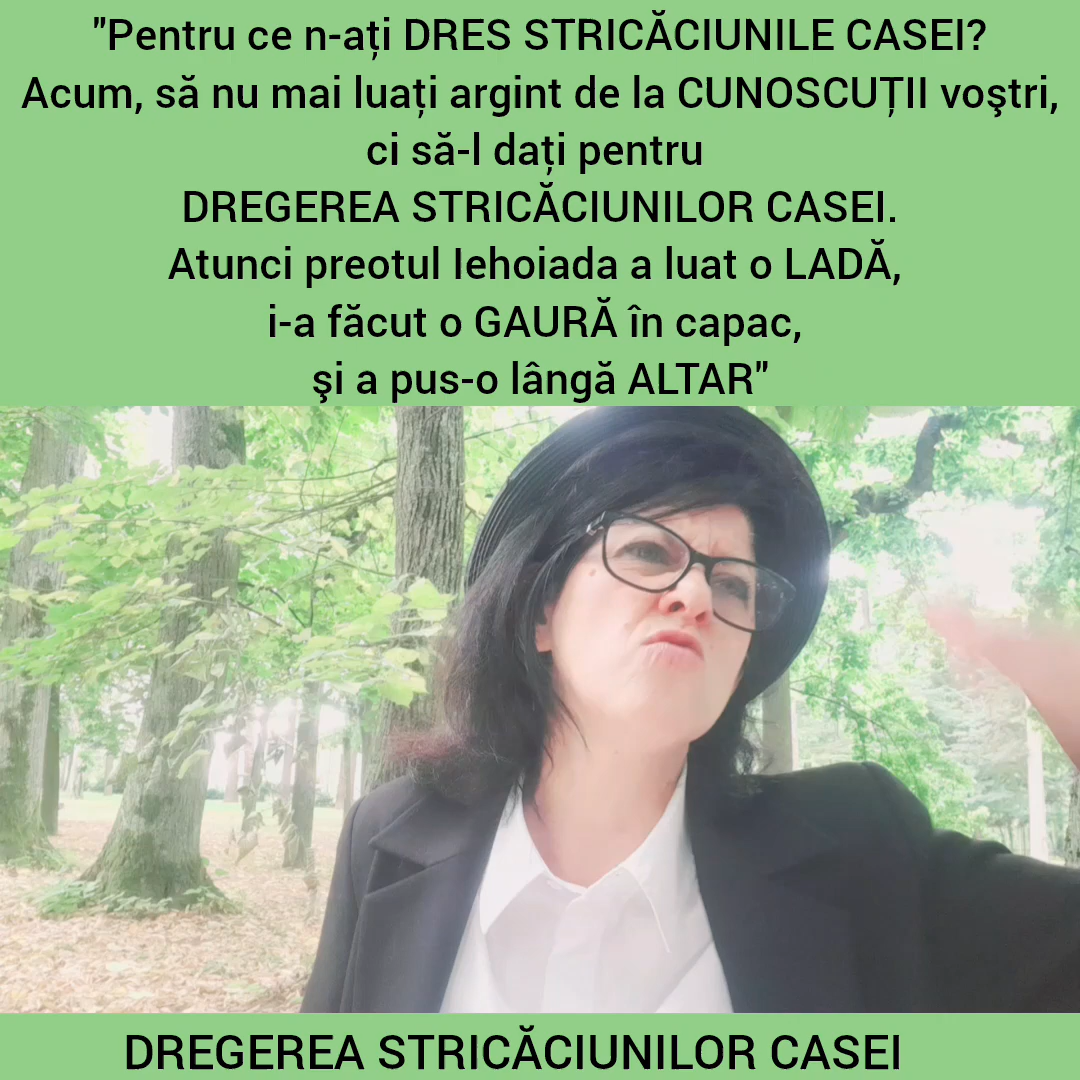 "Pentru ce n-ați DRES STRICĂCIUNILE CASEI?
Acum, să nu mai luați argint de la CUNOSCUȚII voştri,
ci să-l dați pentru
DREGEREA STRICĂCIUNILOR CASEI.
Atunci preotul Iehoiada a luat o LADĂ,
i-a făcut o GAURĂ în capac,
şi a pus-o lângă ALTAR"
DREGEREA STRICĂCIUNILOR CASEI